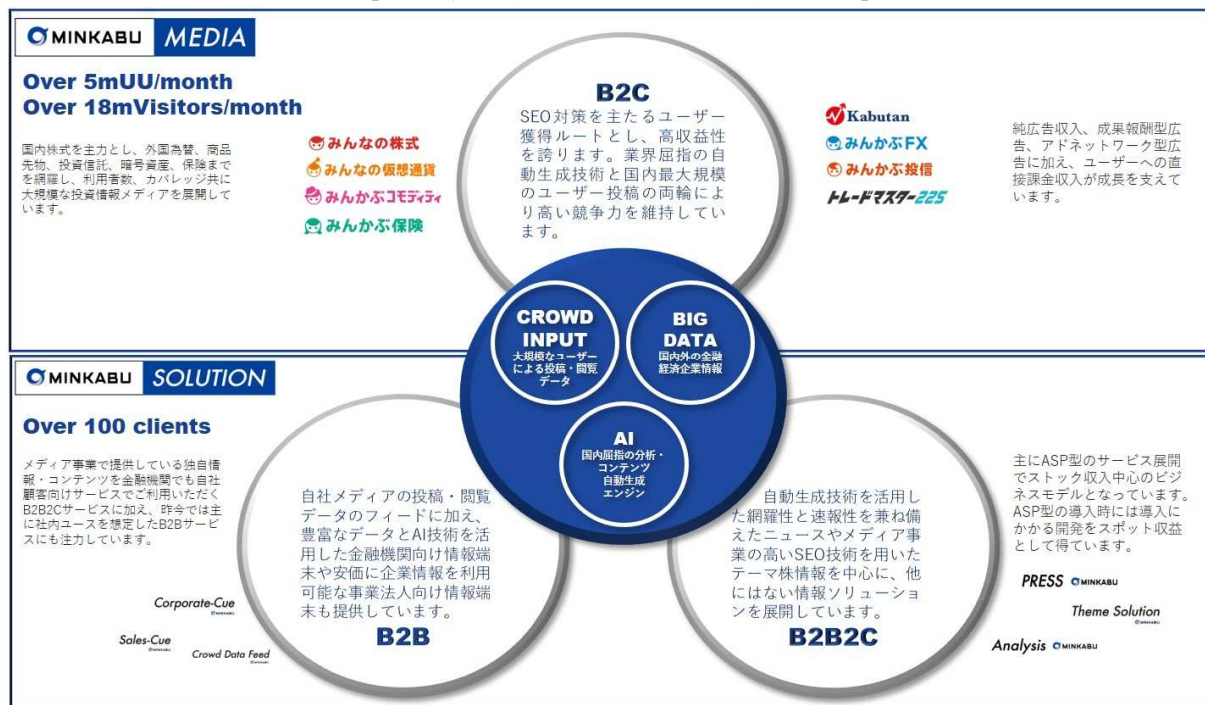 MINKABU MEDIA
Over 5mUU/month
Over 18mVisitors/month
国内株式を主力とし、外国為替、商品
先物、投資信託、暗号資産、保険まで
を網羅し、利用者数、カバレッジ共に
大規模な投資情報メディアを展開して
います。
みんなの株式
みんなの仮想通貨
みんかぶコモディティ
みんかぶ保険
B2C
SEO対策を主たるユーザー
獲得ルートとし、高収益性
を誇ります。業界屈指の自
動生成技術と国内最大規模
のユーザー投稿の両輪によ
り高い競争力を維持してい
ます。
Kabutan
みんかぶFX
みんかぶ投信
トレードマスター225
純広告収入、成果報酬型広
告、アドネットワーク型広
告に加え、ユーザーへの直
接課金収入が成長を支えて
います。
CROWD
INPUT
大規模なユーザー
による投稿・閲覧
データ
BIG
DATA
国内外の金融
経済企業情報
AI
国内屈指の分析・
コンテンツ
自動生成
エンジン
MINKABU SOLUTION
Over 100 clients
メディア事業で提供している独自情
報・コンテンツを金融機関でも自社
顧客向けサービスでご利用いただく
B2B2Cサービスに加え、昨今では主
に社内ユースを想定したB2Bサービ
スにも注力しています。
Corporate-Cue
MINKABU
Sales-Cue
MINKABU
Crowd Data Feed
MINKABU
自社メディアの投稿・閲覧
データのフィードに加え、
豊富なデータとAI技術を活
用した金融機関向け情報端
末や安価に企業情報を利用
可能な事業法人向け情報端
末も提供しています。
B2B
自動生成技術を活用し
た網羅性と速報性を兼ね備
えたニュースやメディア事
業の高いSEO技術を用いた
テーマ株情報を中心に、他
にはない情報ソリューショ
ンを展開しています。
B2B2C
主にASP型のサービス展開
でストック収入中心のビジ
ネスモデルとなっています。
ASP型の導入時には導入に
かかる開発をスポット収益
として得ています。
PRESS MINKABU
Theme Solution
MINKABU
Analysis MINKABU